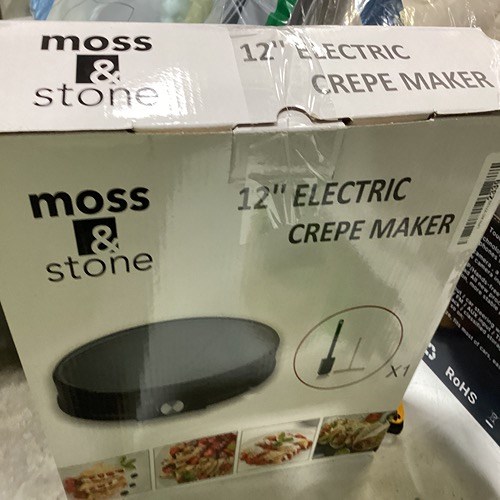 moss
&
stone
12" ELECTRIC
CREPE MAKER
moss
&
stone
12" ELECTRIC
CREPE MAKER
X1
RoHS